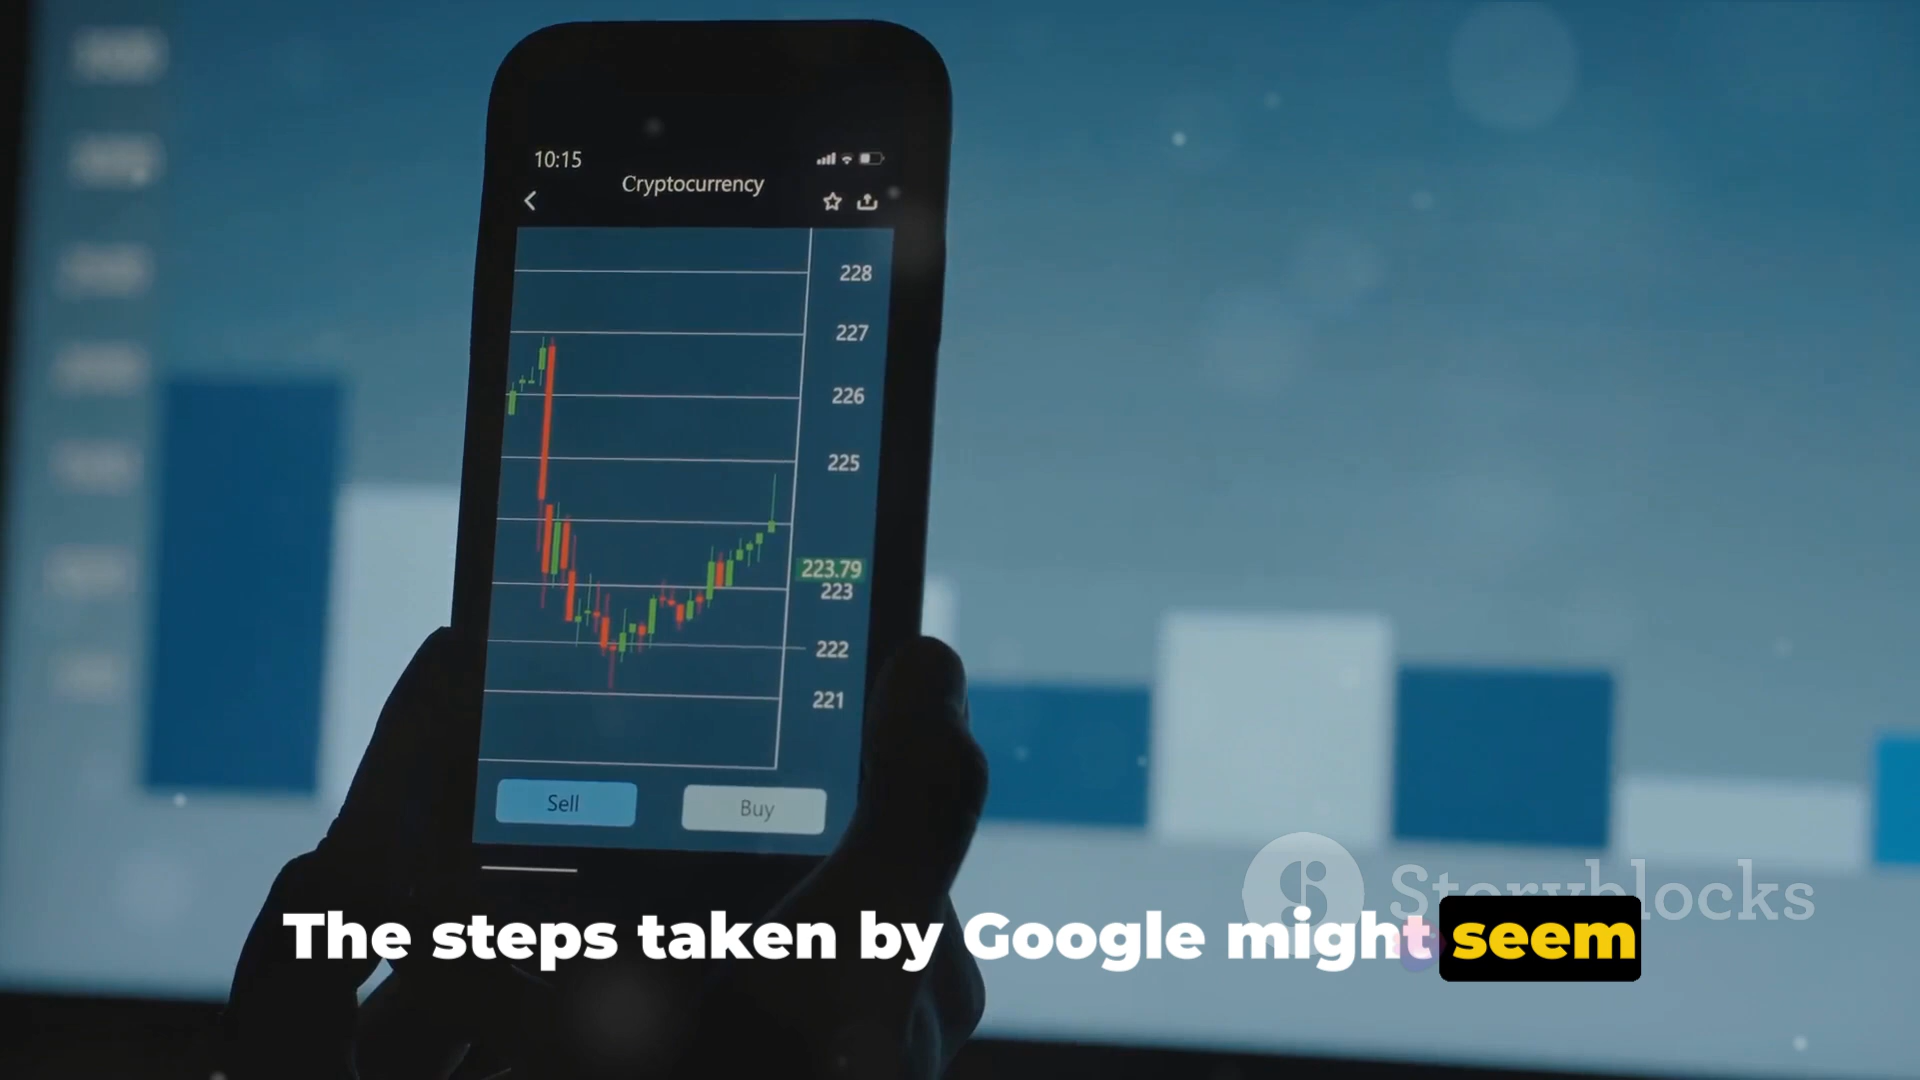 10:15
Cryptocurrency
228
227
226
225
223.79
223
222
221
Sell
Buy
Storyblocks
The steps taken by Google might seem